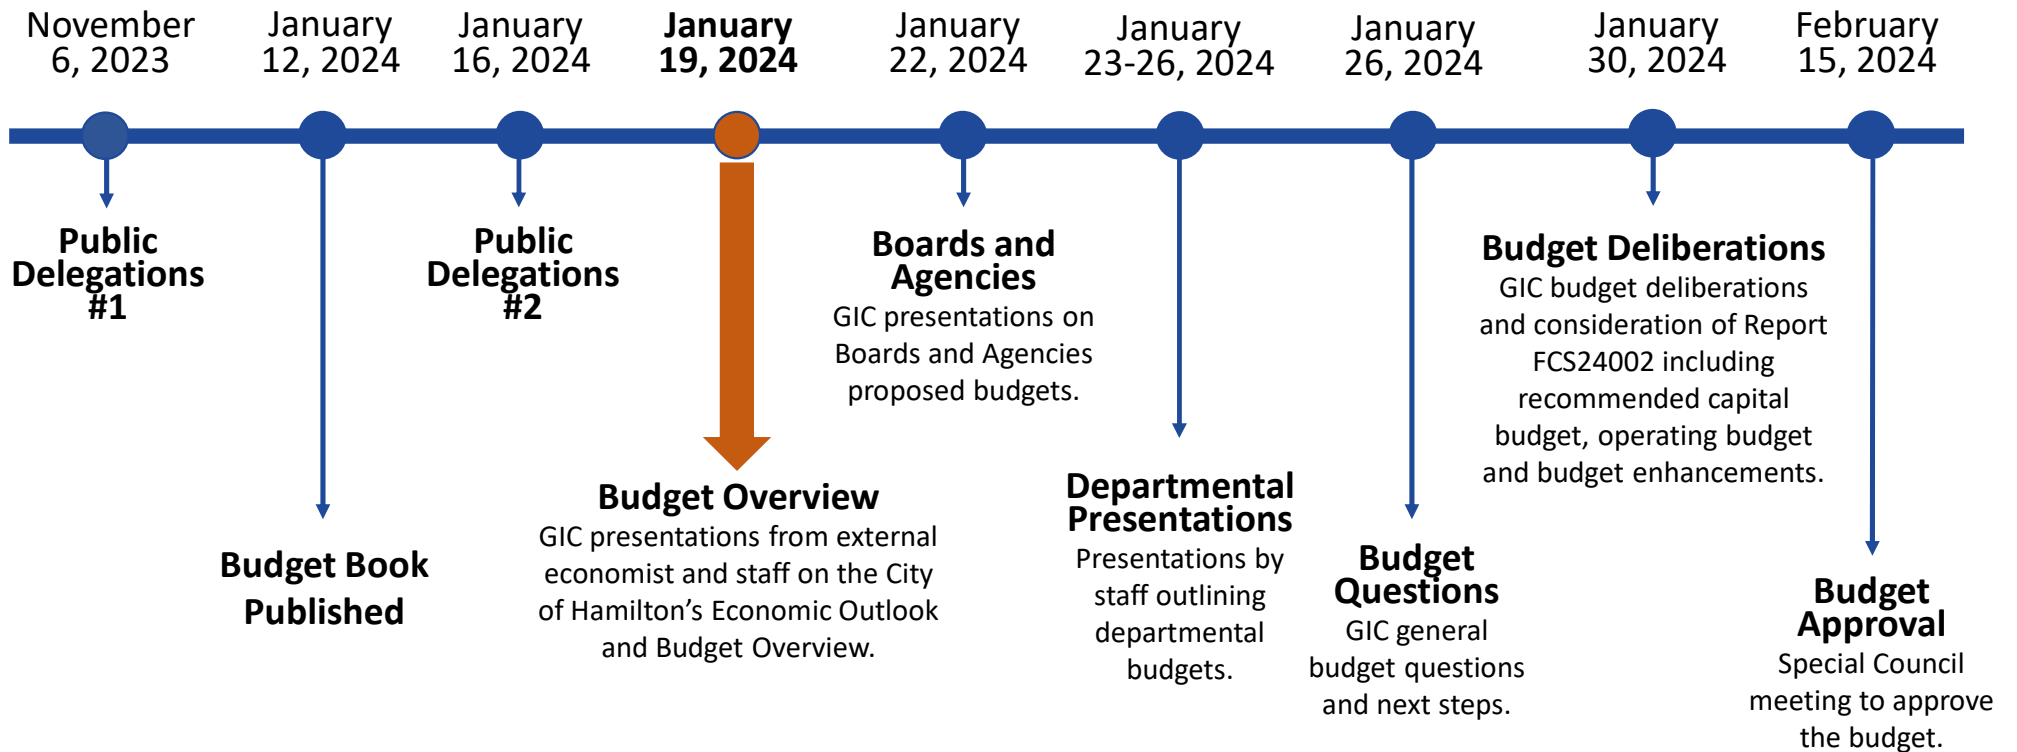 November
6, 2023
January
12, 2024
January
16, 2024
January
19, 2024
January
22, 2024
January
23-26, 2024
January
26, 2024
January
30, 2024
February
15, 2024
Public
Delegations
#1
Budget Book
Published
Public
Delegations
#2
Budget Overview
GIC presentations from external
economist and staff on the City
of Hamilton’s Economic Outlook
and Budget Overview.
Boards and
Agencies
GIC presentations on
Boards and Agencies
proposed budgets.
Departmental
Presentations
Presentations by
staff outlining
departmental
budgets.
Budget
Questions
GIC general
budget questions
and next steps.
Budget Deliberations
GIC budget deliberations
and consideration of Report
FCS24002 including
recommended capital
budget, operating budget
and budget enhancements.
Budget
Approval
Special Council
meeting to approve
the budget.